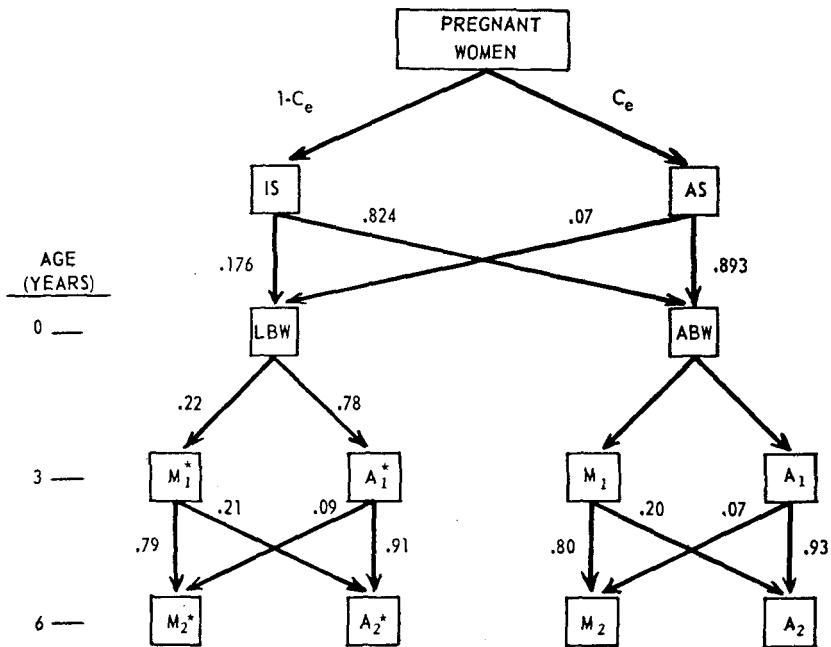 PREGNANT
WOMEN
1-Ce
Ce
IS
AS
.824
.07
AGE
(YEARS)
.176
.893
0
LBW
ABW
.22
.78
3
M1*
A1*
M1
A1
.21
.09
.20
.07
.79
.91
.80
.93
6
M2*
A2*
M2
A2